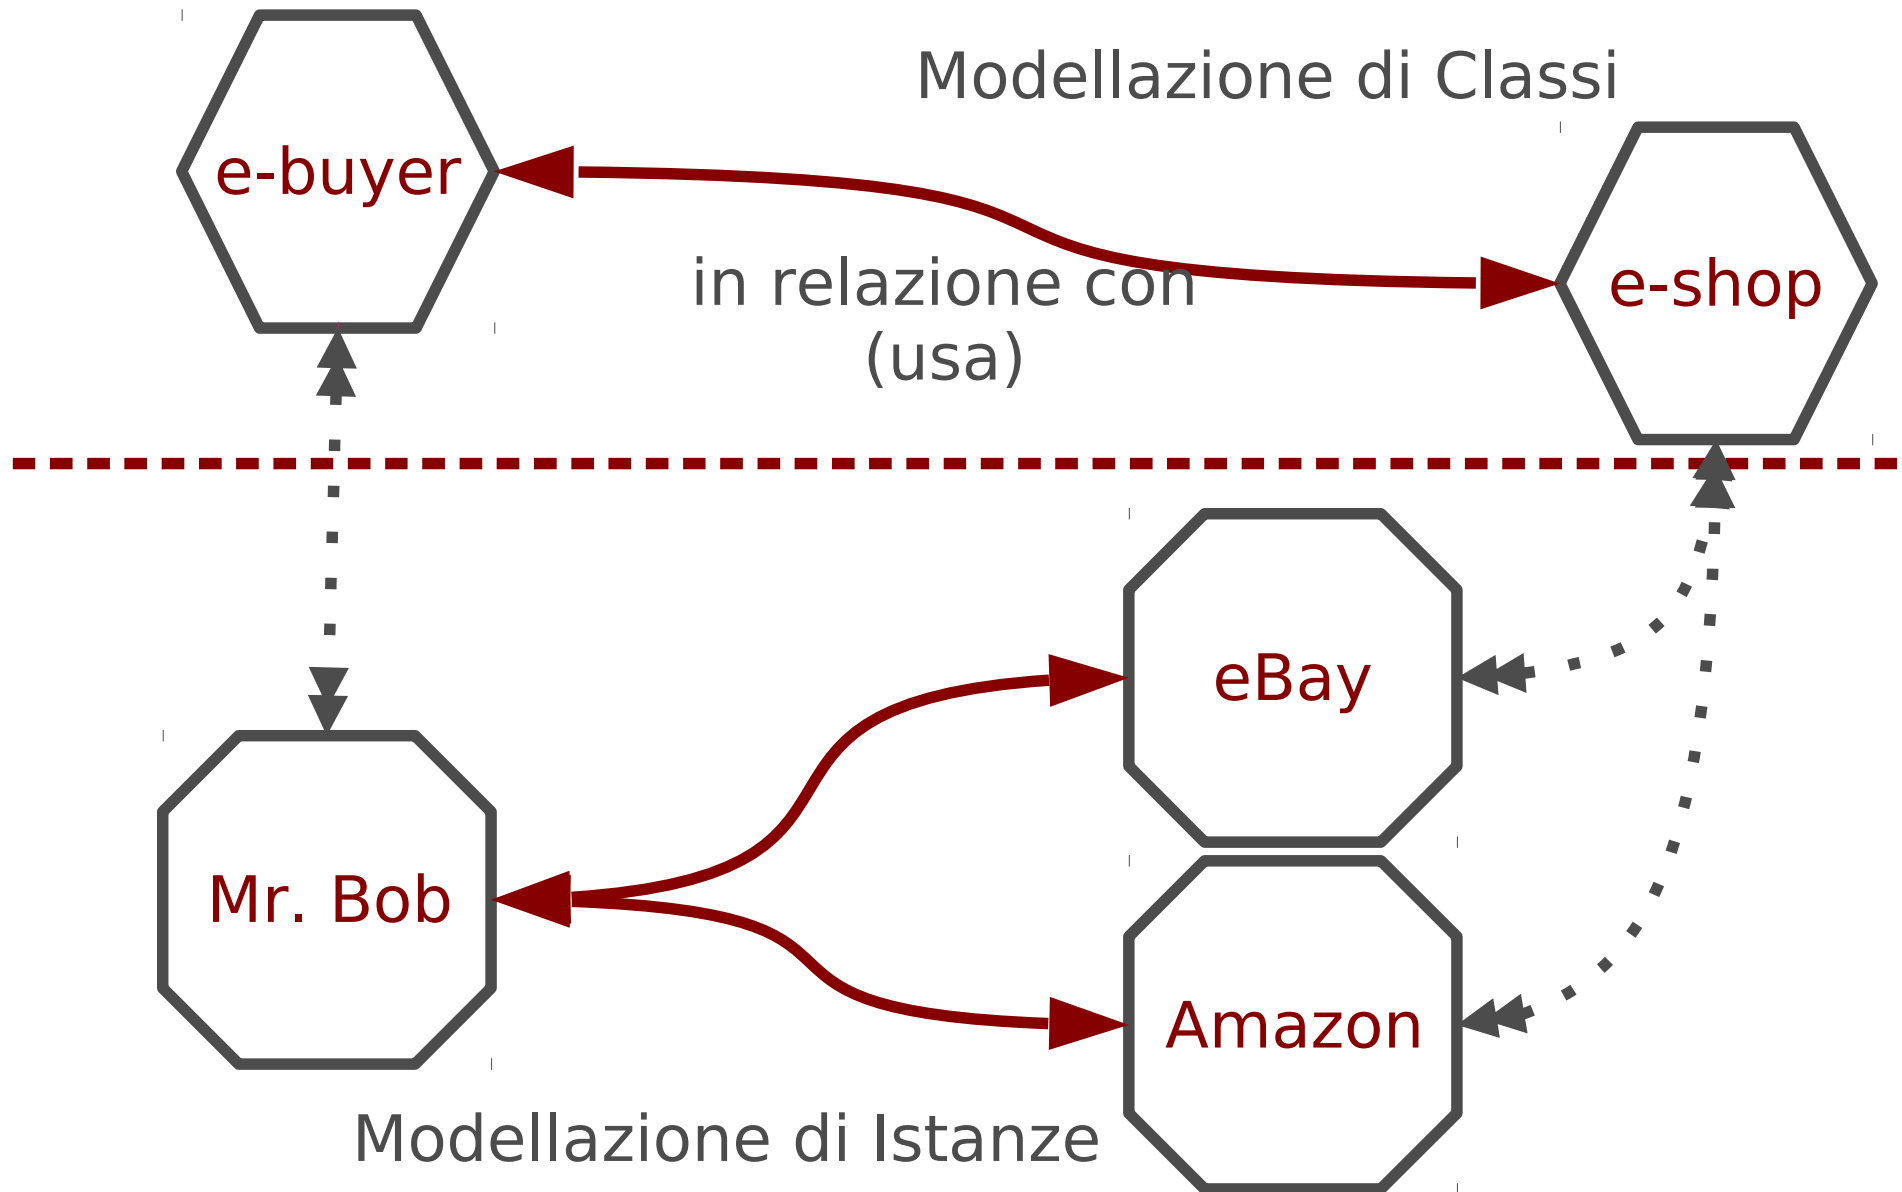 Modellazione di Classi
e-buyer
e-shop
in relazione con
(usa)
eBay
Mr. Bob
Amazon
Modellazione di Istanze